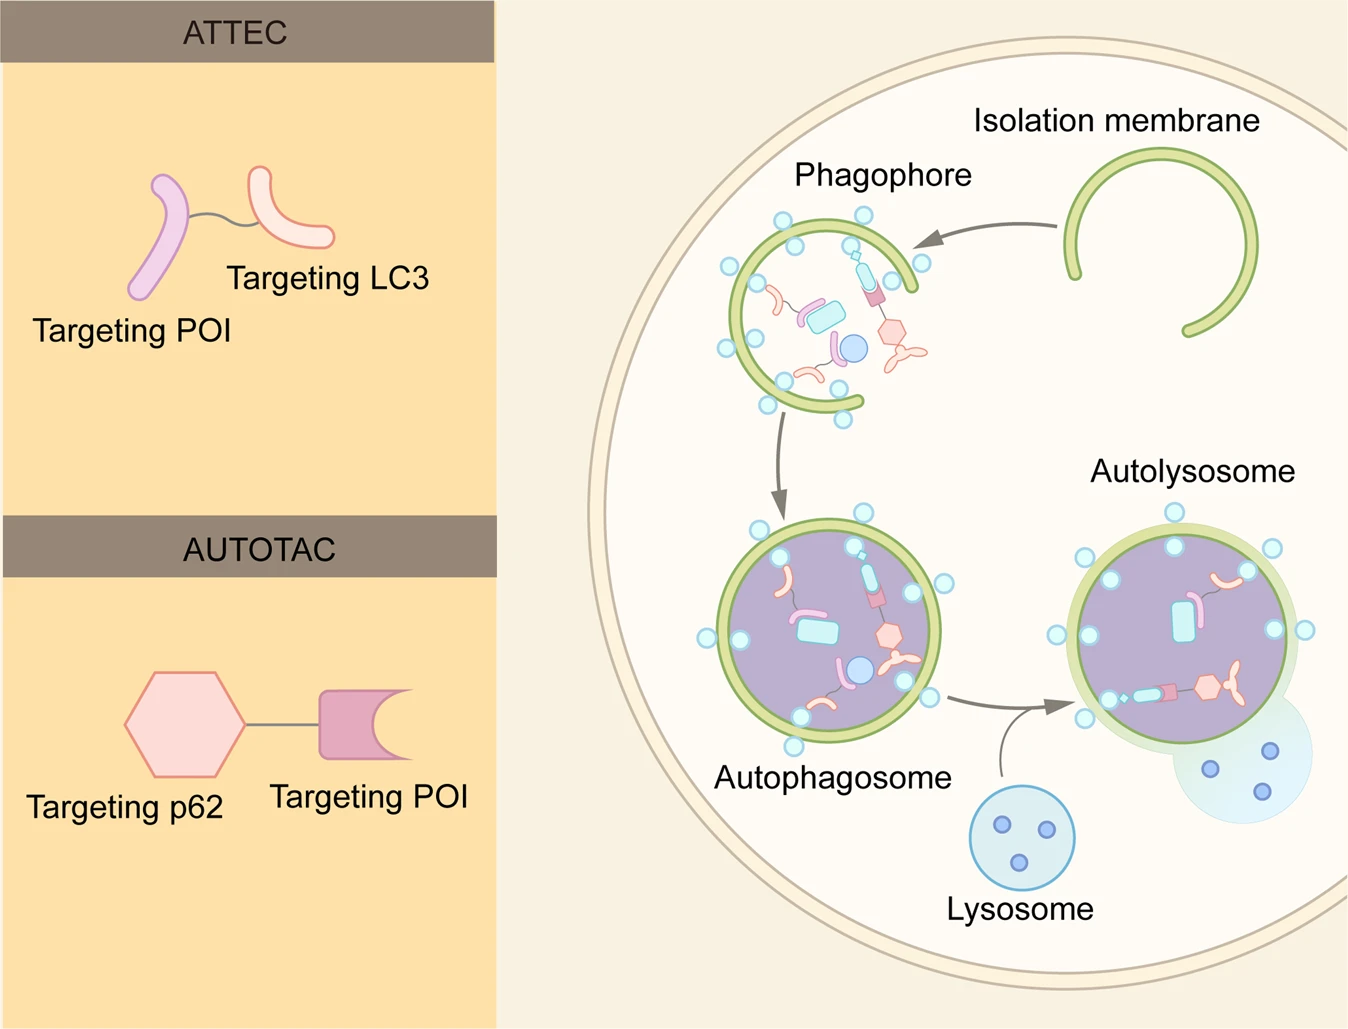 ATTEC
Targeting LC3
Targeting POI
AUTOTAC
Targeting p62
Targeting POI
Isolation membrane
Phagophore
Autolysosome
Autophagosome
Lysosome